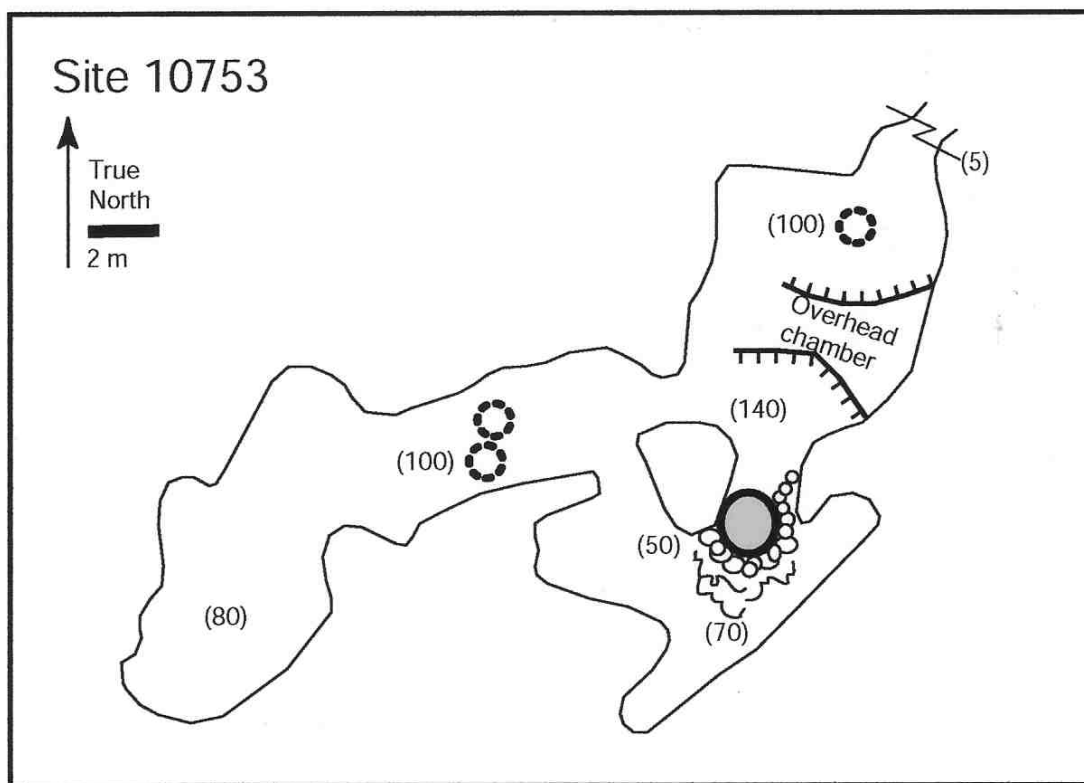 Site 10753
True
North
2 m
(5)
(100)
Overhead
chamber
(140)
(100)
(50)
(80)
(70)